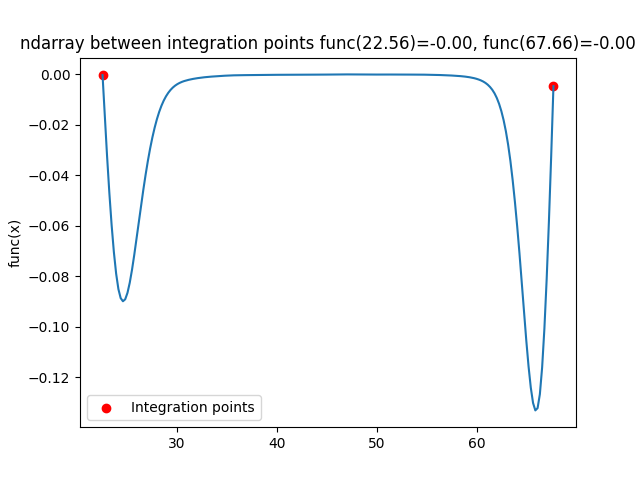 ndarray between integration points func(22.56)=-0.00, func(67.66)=-0.00
0.00
−0.02
−0.04
−0.06
−0.08
−0.10
−0.12
func(x)
Integration points
30 40 50 60